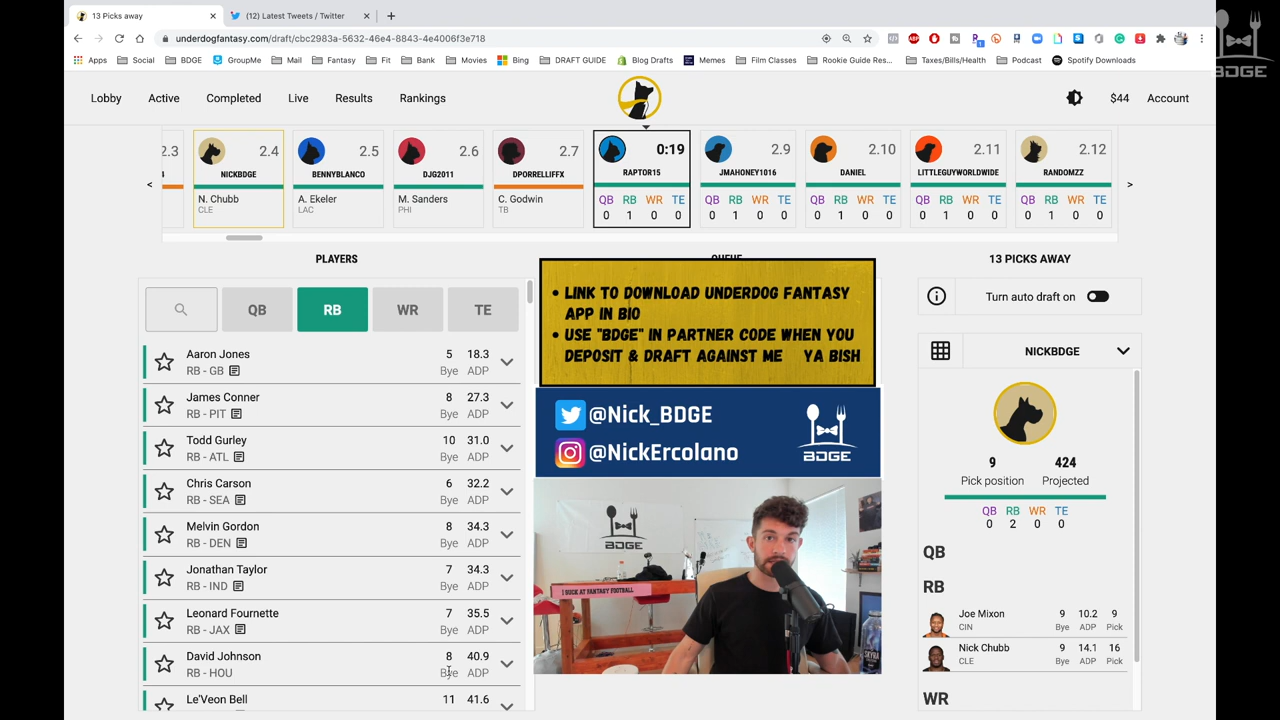 13 Picks away
(12) Latest Tweets / Twitter
underdogfantasy.com/draft/cbc2983a-5632-46e4-8843-4e4006f3e718
Apps Social BDGE GroupMe Mail Fantasy Fit Bank Movies Bing DRAFT GUIDE Blog Drafts Memes Film Classes Rookie Guide Res... Taxes/Bills/Health Podcast Spotify Downloads
BDGE
Lobby Active Completed Live Results Rankings $44 Account
2.3 2.4 2.5 2.6 2.7 0:19 2.9 2.10 2.11 2.12
NICKBDGE BENNYBLANCO DJG2011 DPORRELLIFFX RAPTOR15 JMAHONEY1016 DANIEL LITTLEGUYWORLDWIDE RANDOMZZ
N. Chubb A. Ekeler M. Sanders C. Godwin QB RB WR TE QB RB WR TE QB RB WR TE QB RB WR TE QB RB WR TE
CLE LAC PHI TB 0 1 0 0 0 1 0 0 0 1 0 0 0 1 0 0 0 1 0 0
PLAYERS
QUEUE
13 PICKS AWAY
QB RB WR TE
Turn auto draft on
Aaron Jones 5 18.3
RB - GB Bye ADP
James Conner 8 27.3
RB - PIT Bye ADP
Todd Gurley 10 31.0
RB - ATL Bye ADP
Chris Carson 6 32.2
RB - SEA Bye ADP
Melvin Gordon 8 34.3
RB - DEN Bye ADP
Jonathan Taylor 7 34.3
RB - IND Bye ADP
Leonard Fournette 7 35.5
RB - JAX Bye ADP
David Johnson 8 40.9
RB - HOU Bye ADP
Le'Veon Bell 11 41.6
• LINK TO DOWNLOAD UNDERDOG FANTASY
APP IN BIO
• USE "BDGE" IN PARTNER CODE WHEN YOU
DEPOSIT & DRAFT AGAINST ME YA BISH
@Nick_BDGE
@NickErcolano
BDGE
BDGE
I SUCK AT FANTASY FOOTBALL
NICKBDGE
9 424
Pick position Projected
QB RB WR TE
0 2 0 0
QB
RB
Joe Mixon 9 10.2 9
CIN Bye ADP Pick
Nick Chubb 9 14.1 16
CLE Bye ADP Pick
WR